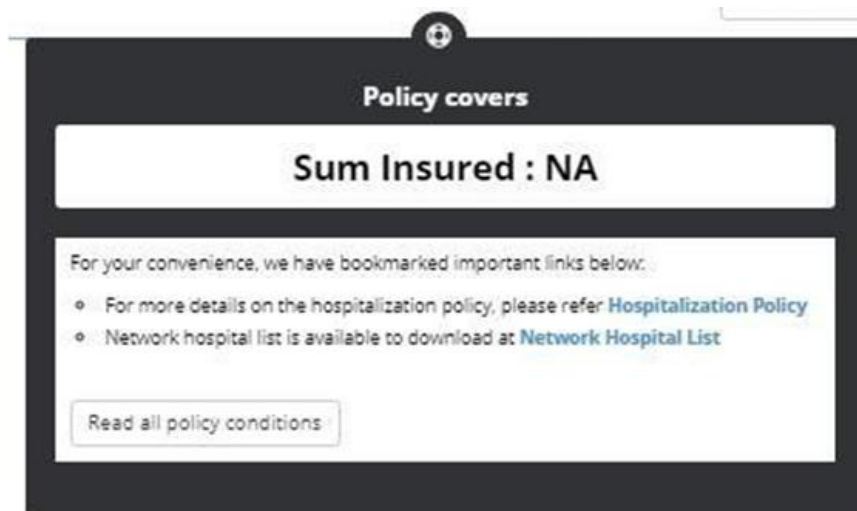 Policy covers
Sum Insured : NA
For your convenience, we have bookmarked important links below:
For more details on the hospitalization policy, please refer Hospitalization Policy
Network hospital list is available to download at Network Hospital List
Read all policy conditions